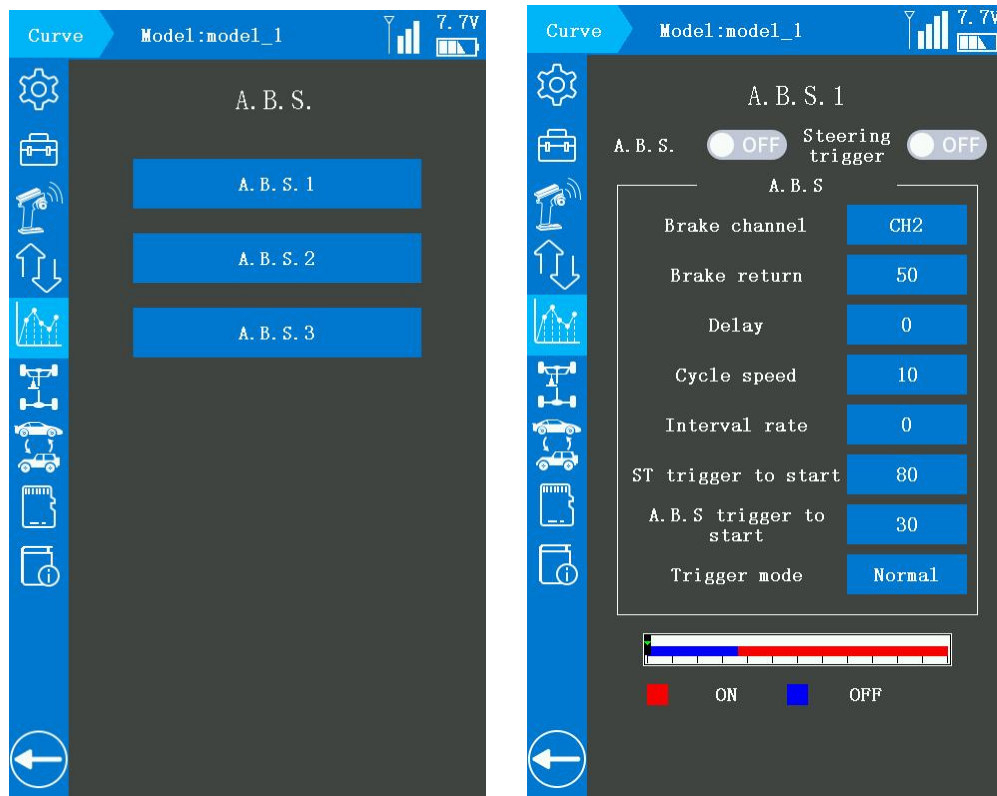 Curve
Model:model_1
7.7V
A.B.S.
A.B.S.1
A.B.S.2
A.B.S.3
Curve
Model:model_1
7.7V
A.B.S.1
A.B.S.
OFF
Steering
trigger
OFF
A.B.S
Brake channel
CH2
Brake return
50
Delay
0
Cycle speed
10
Interval rate
0
ST trigger to start
80
A.B.S trigger to
start
30
Trigger mode
Normal
ON
OFF